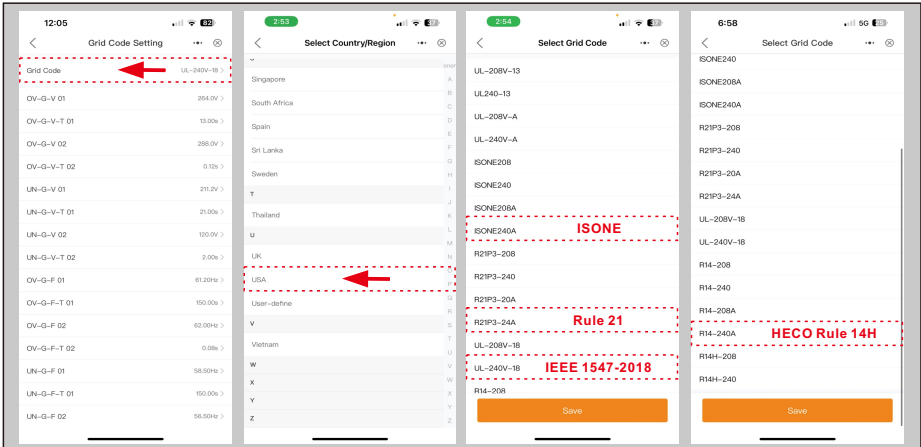 12:05
82
Grid Code Setting
Grid Code UL-240V-18 >
OV-G-V 01 264.0V >
OV-G-V-T 01 13.00s >
OV-G-V 02 288.0V >
OV-G-V-T 02 0.12s >
UN-G-V 01 211.2V >
UN-G-V-T 01 21.00s >
UN-G-V 02 120.0V >
UN-G-V-T 02 2.00s >
OV-G-F 01 61.20Hz >
OV-G-F-T 01 150.00s >
OV-G-F 02 62.00Hz >
OV-G-F-T 02 0.08s >
UN-G-F 01 58.50Hz >
UN-G-F-T 01 150.00s >
UN-G-F 02 56.50Hz >
2:53
Select Country/Region
Singapore
South Africa
Spain
Sri Lanka
Sweden
T
Thailand
U
UK
USA
User-define
V
Vietnam
W
X
Y
Z
A
B
C
D
E
F
G
H
I
J
K
L
M
N
P
Q
R
S
T
U
V
W
X
Y
Z
2:54
Select Grid Code
UL-208V-13
UL240-13
UL-208V-A
UL-240V-A
ISONE208
ISONE240
ISONE208A
ISONE240A ISONE
R21P3-208
R21P3-240
R21P3-20A
R21P3-24A Rule 21
UL-208V-18
UL-240V-18 IEEE 1547-2018
R14-208
Save
6:58
5G
Select Grid Code
ISONE240
ISONE208A
ISONE240A
R21P3-208
R21P3-240
R21P3-20A
R21P3-24A
UL-208V-18
UL-240V-18
R14-208
R14-240
R14-208A
R14-240A HECO Rule 14H
R14H-208
R14H-240
Save